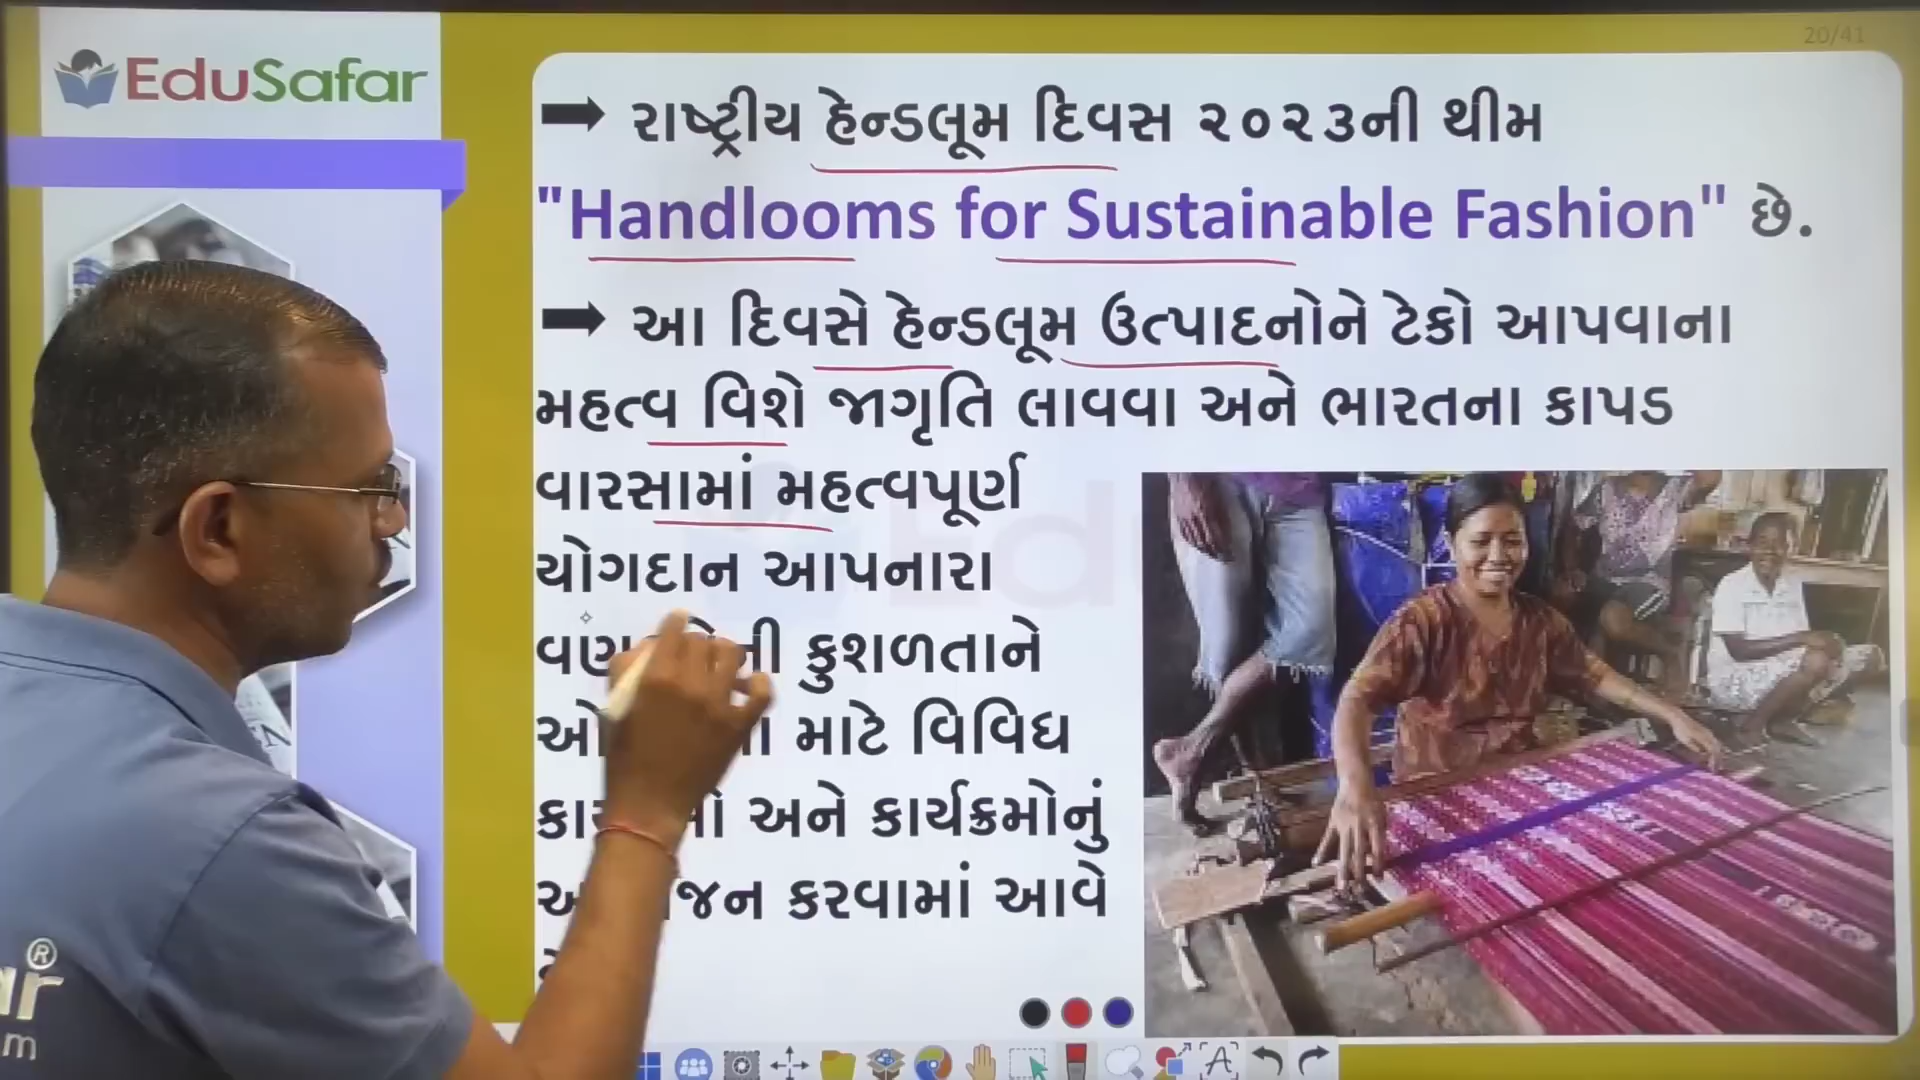 20/41
EduSafar
➡ રાષ્ટ્રીય હેન્ડલૂમ દિવસ ૨૦૨૩ની થીમ
"Handlooms for Sustainable Fashion" છે.
➡ આ દિવસે હેન્ડલૂમ ઉત્પાદનોને ટેકો આપવાના
મહત્વ વિશે જાગૃતિ લાવવા અને ભારતના કાપડ
વારસામાં મહત્વપૂર્ણ
યોગદાન આપનારા
કુશળતાને
માટે વિવિધ
અને કાર્યક્રમોનું
કરવામાં આવે